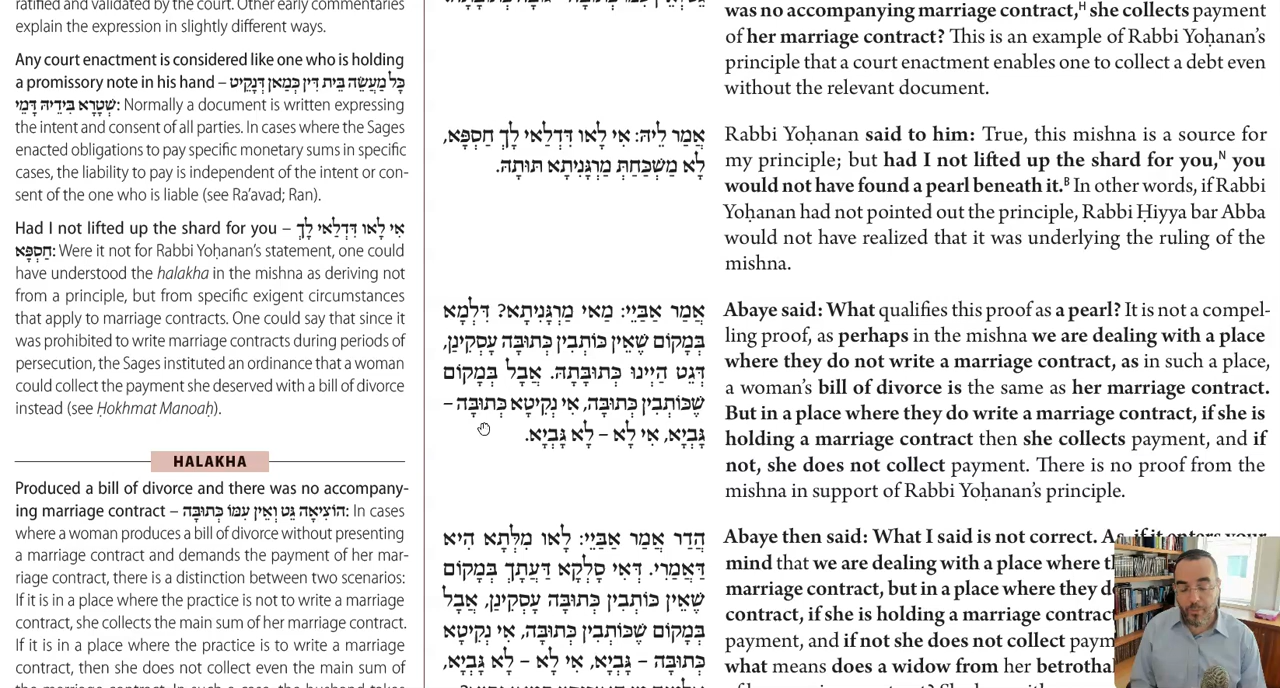 ratified and validated by the court. Other early commentaries
explain the expression in slightly different ways.
Any court enactment is considered like one who is holding
a promissory note in his hand – כׇּל מַעֲשֵׂה בֵּית דִּין כְּמַאן דְּנָקֵיט
שְׁטָרָא בִּידֵיהּ דָּמֵי: Normally a document is written expressing
the intent and consent of all parties. In cases where the Sages
enacted obligations to pay specific monetary sums in specific
cases, the liability to pay is independent of the intent or con-
sent of the one who is liable (see Ra'avad; Ran).
Had I not lifted up the shard for you – אִי לָאו דִּדְלַאי לָךְ
חַסְפָּא: Were it not for Rabbi Yoḥanan's statement, one could
have understood the halakha in the mishna as deriving not
from a principle, but from specific exigent circumstances
that apply to marriage contracts. One could say that since it
was prohibited to write marriage contracts during periods of
persecution, the Sages instituted an ordinance that a woman
could collect the payment she deserved with a bill of divorce
instead (see Ḥokhmat Manoaḥ).
HALAKHA
Produced a bill of divorce and there was no accompany-
ing marriage contract – הוֹצִיאָה גֵּט וְאֵין עִמּוֹ כְּתוּבָּה: In cases
where a woman produces a bill of divorce without presenting
a marriage contract and demands the payment of her mar-
riage contract, there is a distinction between two scenarios:
If it is in a place where the practice is not to write a marriage
contract, she collects the main sum of her marriage contract.
If it is in a place where the practice is to write a marriage
contract, then she does not collect even the main sum of
אֲמַר לֵיהּ: אִי לָאו דִּדְלַאי לָךְ חַסְפָּא,
לָא מַשְׁכַּחַתְּ מַרְגָּנִיתָא תּוּתַהּ.
אָמַר אַבָּיֵי: מַאי מַרְגָּנִיתָא? דִּלְמָא
בִּמְקוֹם שֶׁאֵין כּוֹתְבִין כְּתוּבָּה עָסְקִינַן,
דְּגֵט הַיְינוּ כְּתוּבָּתָהּ. אֲבָל בִּמְקוֹם
שֶׁכּוֹתְבִין כְּתוּבָּה, אִי נָקֵיטָא כְּתוּבָּה –
גָּבְיָא, אִי לָא – לָא גָּבְיָא.
הֲדַר אֲמַר אַבָּיֵי: לָאו מִלְּתָא הִיא
דַּאֲמַרִי. דְּאִי סָלְקָא דַּעְתָּךְ בִּמְקוֹם
שֶׁאֵין כּוֹתְבִין כְּתוּבָּה עָסְקִינַן, אֲבָל
בִּמְקוֹם שֶׁכּוֹתְבִין כְּתוּבָּה, אִי נָקֵיטָא
כְּתוּבָּה – גָּבְיָא, אִי לָא – לָא גָּבְיָא,
was no accompanying marriage contract,ᴴ she collects payment
of her marriage contract? This is an example of Rabbi Yoḥanan's
principle that a court enactment enables one to collect a debt even
without the relevant document.
Rabbi Yoḥanan said to him: True, this mishna is a source for
my principle; but had I not lifted up the shard for you,ᴺ you
would not have found a pearl beneath it.ᴮ In other words, if Rabbi
Yoḥanan had not pointed out the principle, Rabbi Ḥiyya bar Abba
would not have realized that it was underlying the ruling of the
mishna.
Abaye said: What qualifies this proof as a pearl? It is not a compel-
ling proof, as perhaps in the mishna we are dealing with a place
where they do not write a marriage contract, as in such a place,
a woman's bill of divorce is the same as her marriage contract.
But in a place where they do write a marriage contract, if she is
holding a marriage contract then she collects payment, and if
not, she does not collect payment. There is no proof from the
mishna in support of Rabbi Yoḥanan's principle.
Abaye then said: What I said is not correct. As, if it enters your
mind that we are dealing with a place where
marriage contract, but in a place where they
contract, if she is holding a marriage
payment, and if not she does not collect
what means does a widow from her